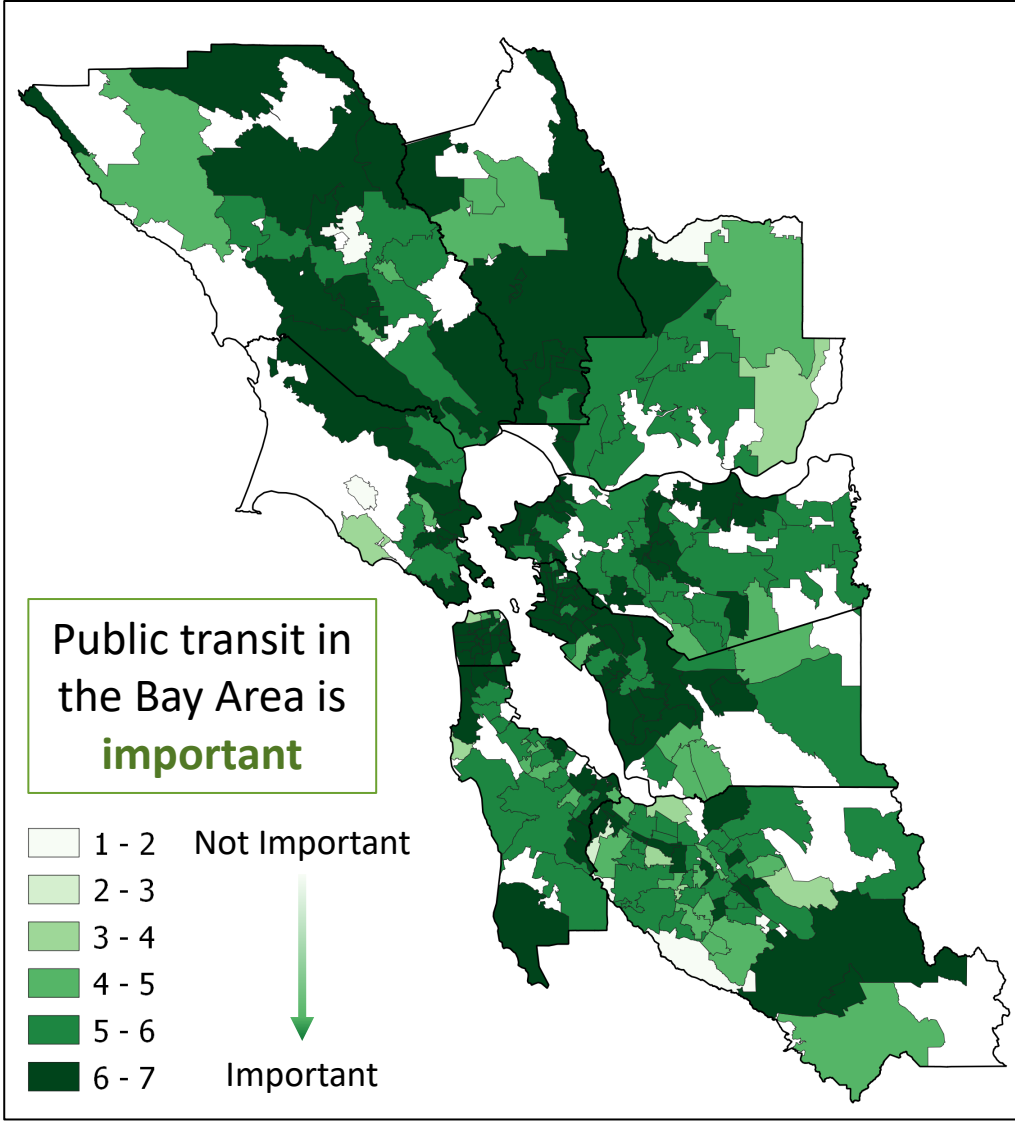 Public transit in
the Bay Area is
important
1 - 2 Not Important
2 - 3
3 - 4
4 - 5
5 - 6
6 - 7 Important